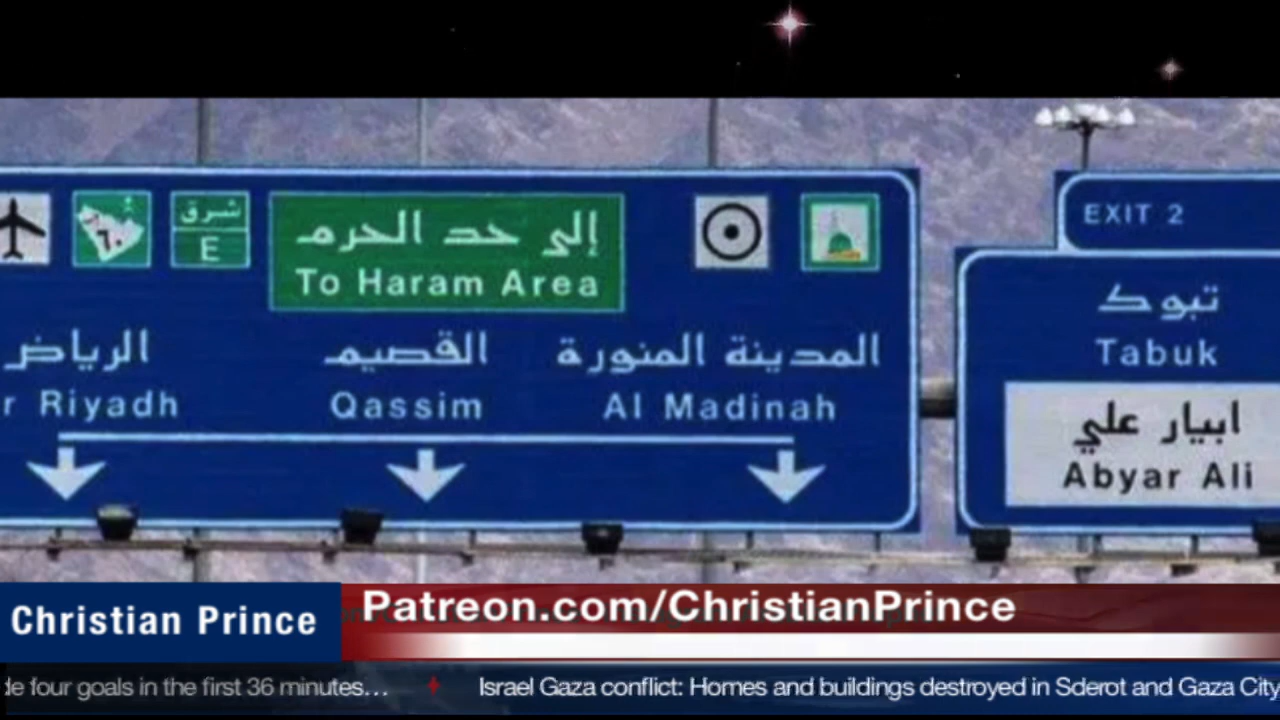 شرق
E
٦٠
إلى حد الحرم
To Haram Area
الرياض
القصيم
المدينة المنورة
r Riyadh
Qassim
Al Madinah
EXIT 2
تبوك
Tabuk
ابيار علي
Abyar Ali
Christian Prince
Patreon.com/ChristianPrince
de four goals in the first 36 minutes...
Israel Gaza conflict: Homes and buildings destroyed in Sderot and Gaza City